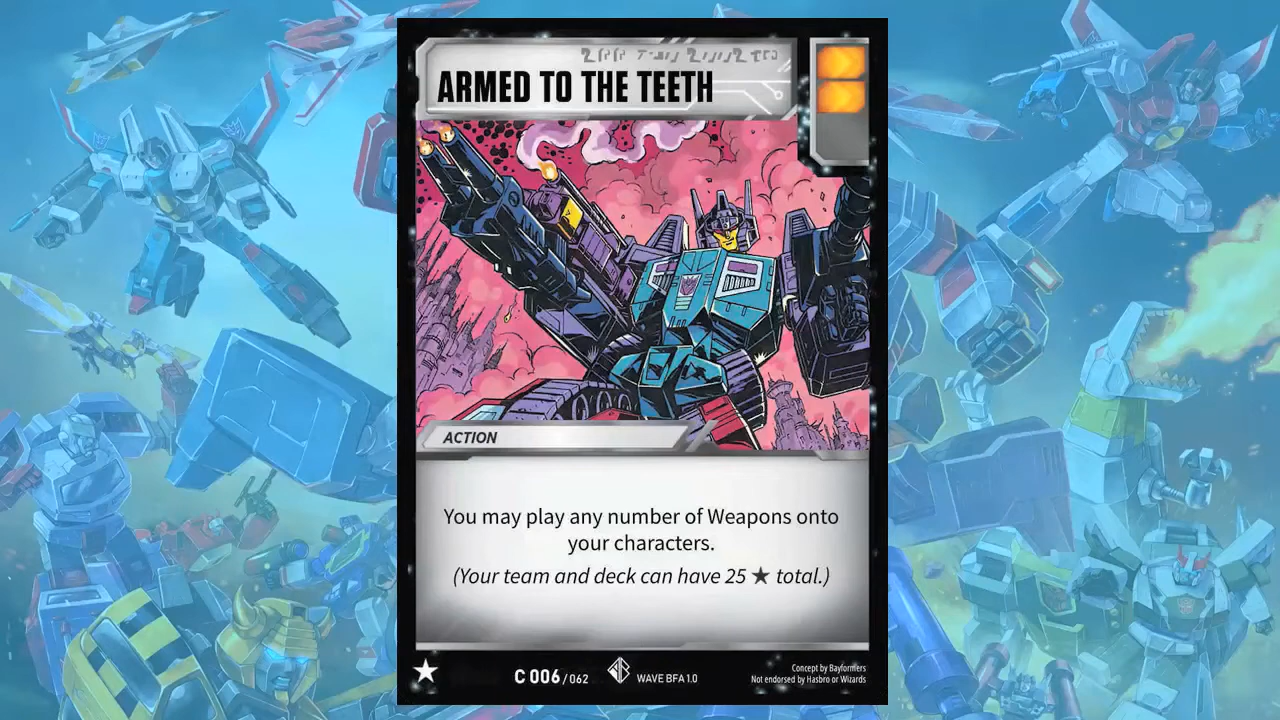 ARMED TO THE TEETH
ACTION
You may play any number of Weapons onto
your characters.
(Your team and deck can have 25 ★ total.)
C 006/062
WAVE BFA 1.0
Concept by Bayformers
Not endorsed by Hasbro or Wizards